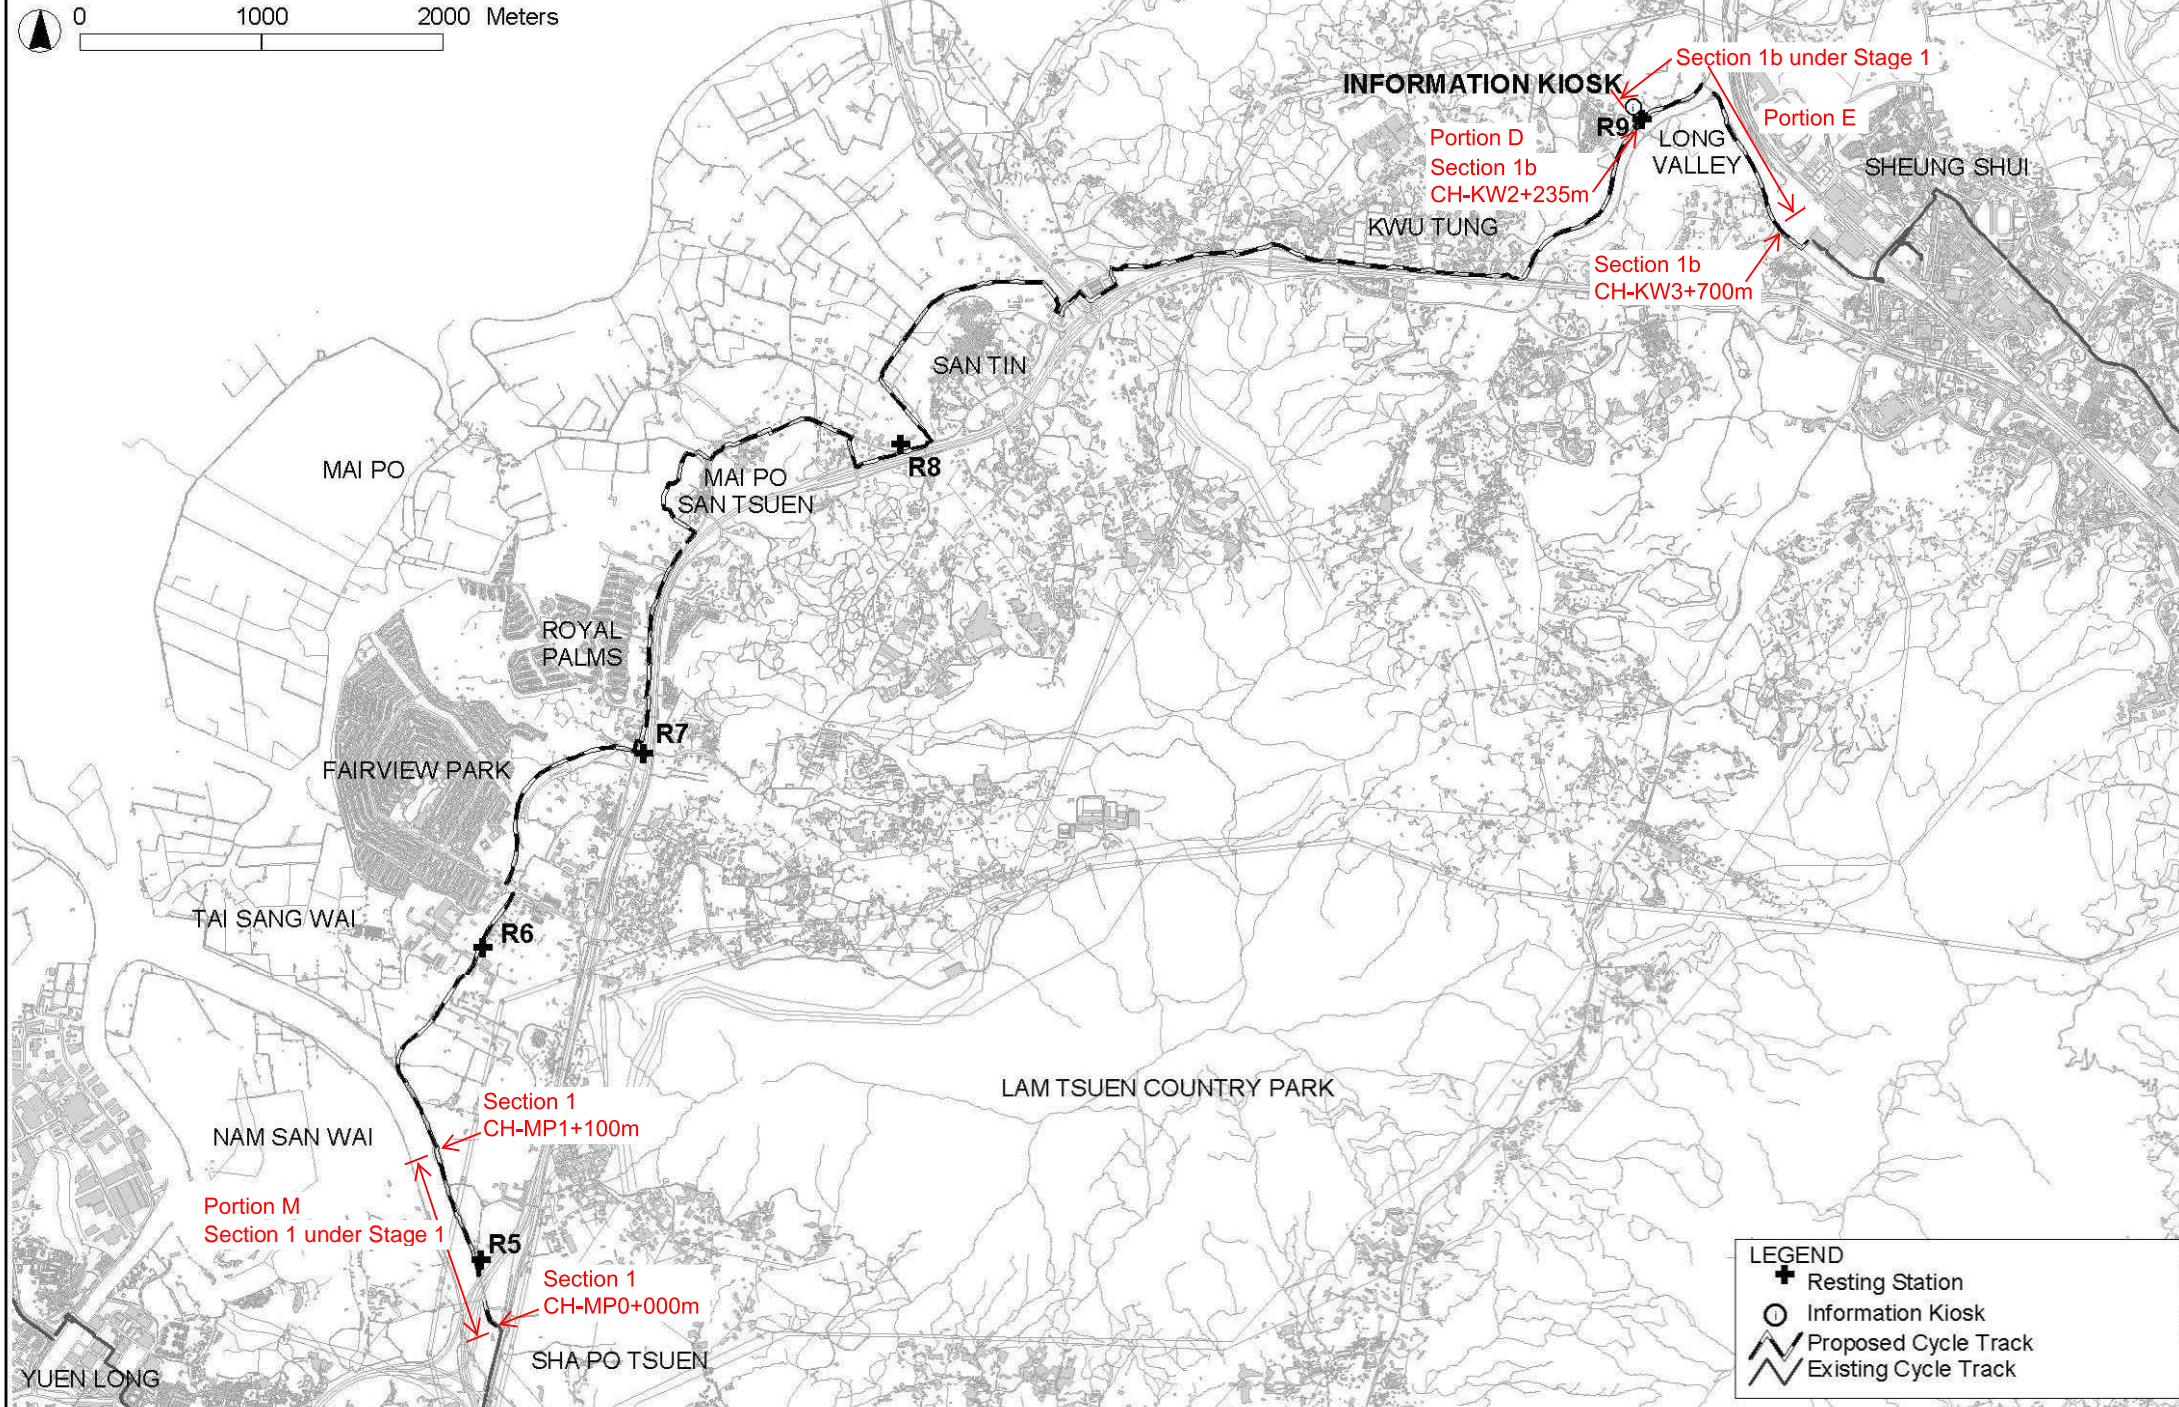 0 1000 2000 Meters
Section 1b under Stage 1
INFORMATION KIOSK
Portion E
R9
Portion D
Section 1b
CH-KW2+235m
LONG
VALLEY
SHEUNG SHUI
KWU TUNG
Section 1b
CH-KW3+700m
SAN TIN
R8
MAI PO
MAI PO
SAN TSUEN
ROYAL
PALMS
R7
FAIRVIEW PARK
TAI SANG WAI
R6
LAM TSUEN COUNTRY PARK
Section 1
CH-MP1+100m
NAM SAN WAI
Portion M
Section 1 under Stage 1
R5
Section 1
CH-MP0+000m
SHA PO TSUEN
YUEN LONG
LEGEND
Resting Station
i Information Kiosk
Proposed Cycle Track
Existing Cycle Track